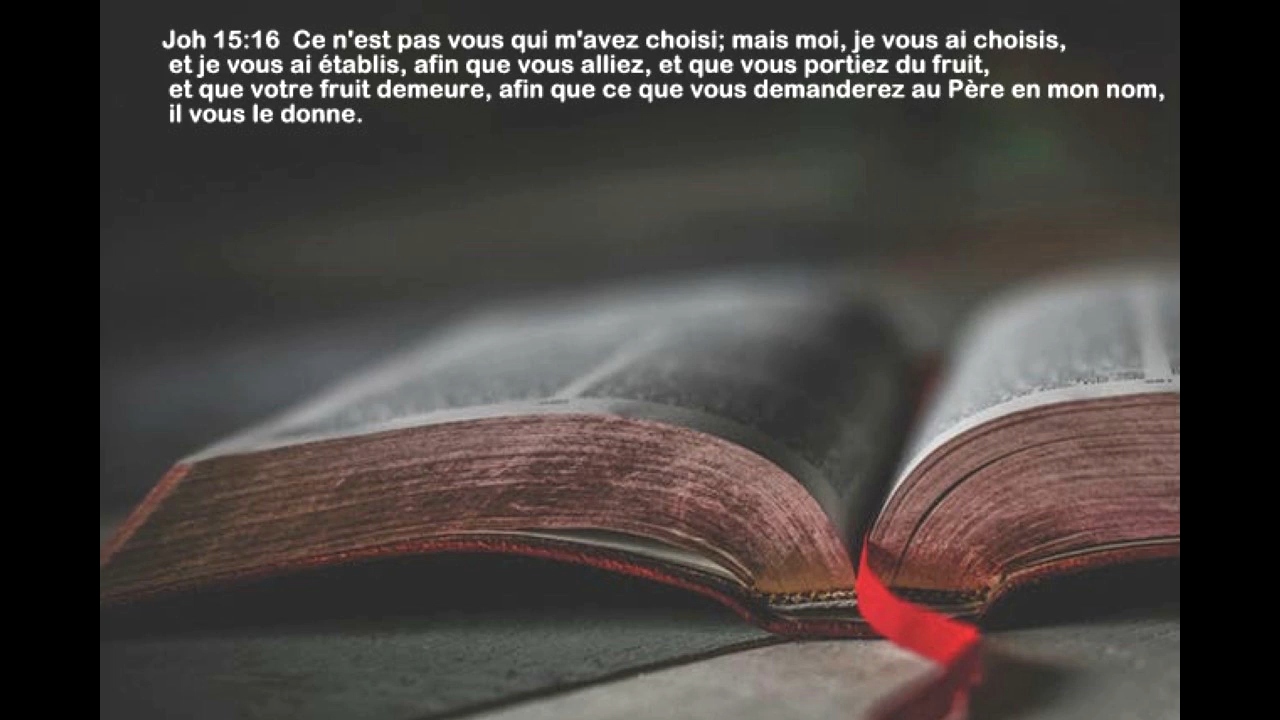 Joh 15:16  Ce n'est pas vous qui m'avez choisi; mais moi, je vous ai choisis,
et je vous ai établis, afin que vous alliez, et que vous portiez du fruit,
et que votre fruit demeure, afin que ce que vous demanderez au Père en mon nom,
il vous le donne.